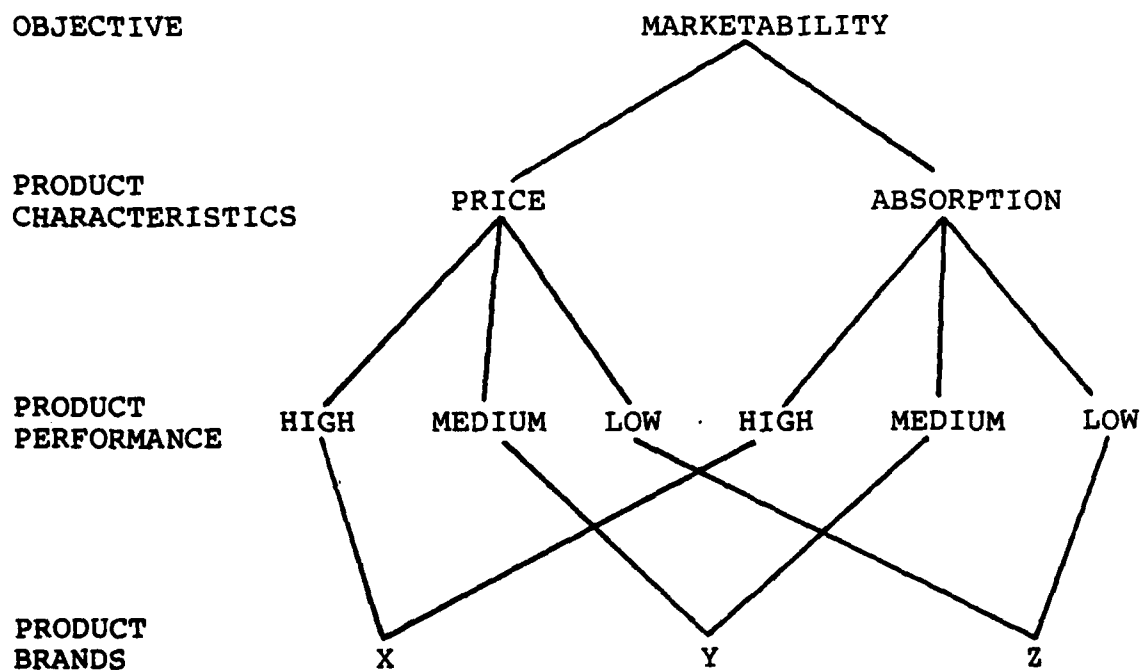 OBJECTIVE MARKETABILITY
PRODUCT
CHARACTERISTICS PRICE ABSORPTION
PRODUCT
PERFORMANCE HIGH MEDIUM LOW HIGH MEDIUM LOW
PRODUCT
BRANDS X Y Z